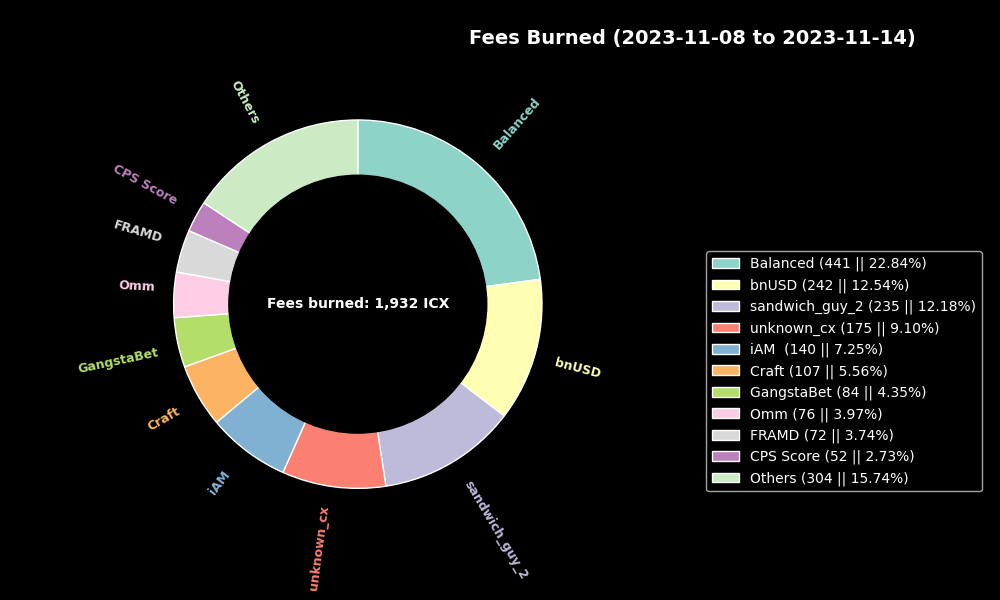 Fees Burned (2023-11-08 to 2023-11-14)
Others
Balanced
CPS Score
FRAMD
Omm
GangstaBet
Craft
iAM
unknown_cx
sandwich_guy_2
bnUSD
Fees burned: 1,932 ICX
Balanced (441 || 22.84%)
bnUSD (242 || 12.54%)
sandwich_guy_2 (235 || 12.18%)
unknown_cx (175 || 9.10%)
iAM  (140 || 7.25%)
Craft (107 || 5.56%)
GangstaBet (84 || 4.35%)
Omm (76 || 3.97%)
FRAMD (72 || 3.74%)
CPS Score (52 || 2.73%)
Others (304 || 15.74%)